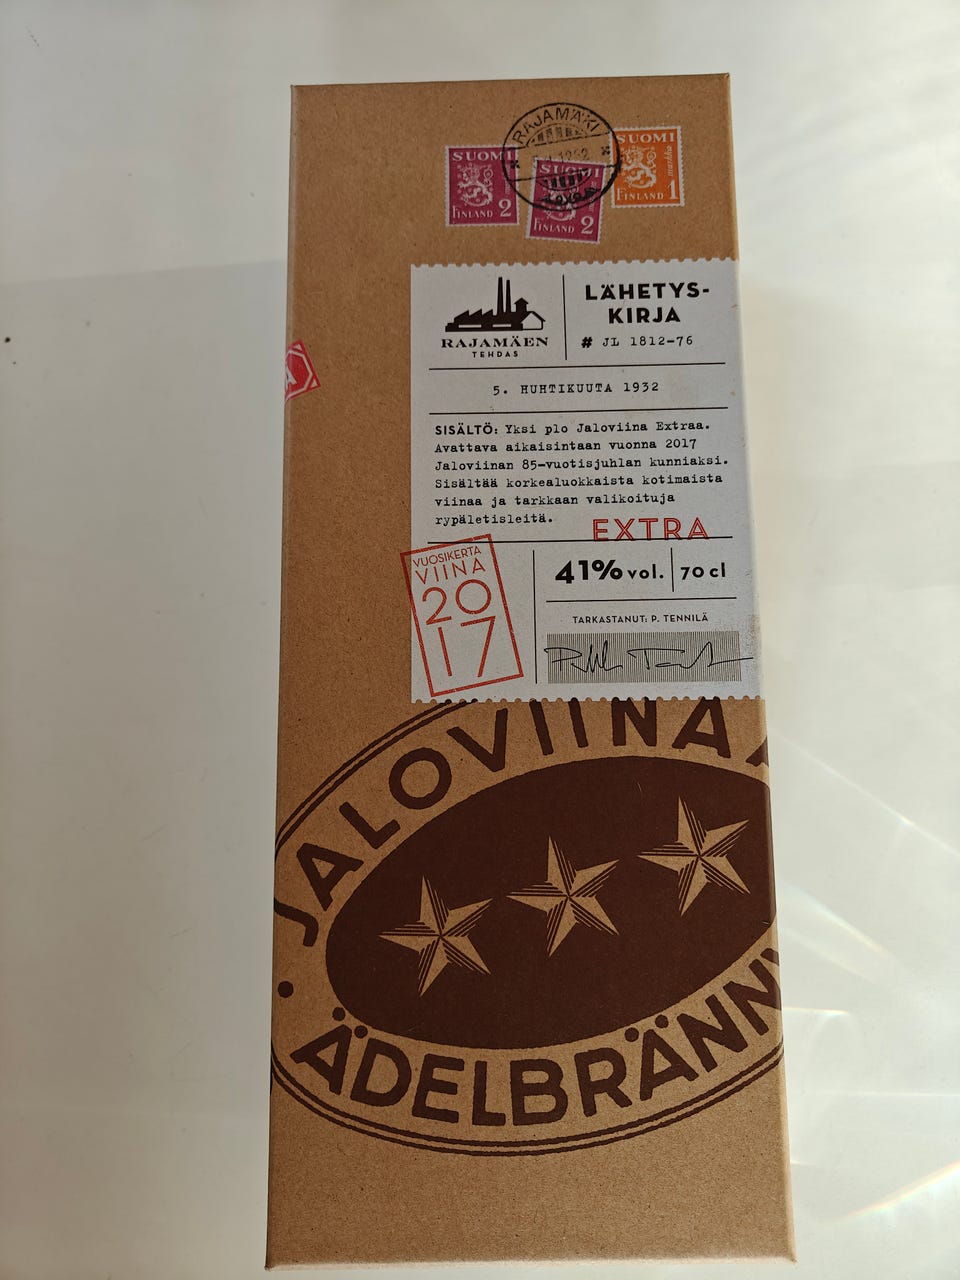 RAJAMÄKI
SUOMI
2
FINLAND
SUOMI
FINLAND 2
SUOMI
markka
1
FINLAND
RAJAMÄEN
TEHDAS
LÄHETYS-
KIRJA
# JL 1812-76
5. HUHTIKUUTA 1932
SISÄLTÖ: Yksi plo Jaloviina Extraa.
Avattava aikaisintaan vuonna 2017
Jaloviinan 85-vuotisjuhlan kunniaksi.
Sisältää korkealuokkaista kotimaista
viinaa ja tarkkaan valikoituja
rypäletisleitä.
EXTRA
VUOSIKERTA
VIINA
20
17
41% vol.
70 cl
TARKASTANUT: P. TENNILÄ
JALOVIINA
ÄDELBRÄNN